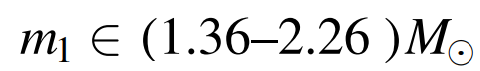 m₁ ∈ (1.36–2.26 )M⊙